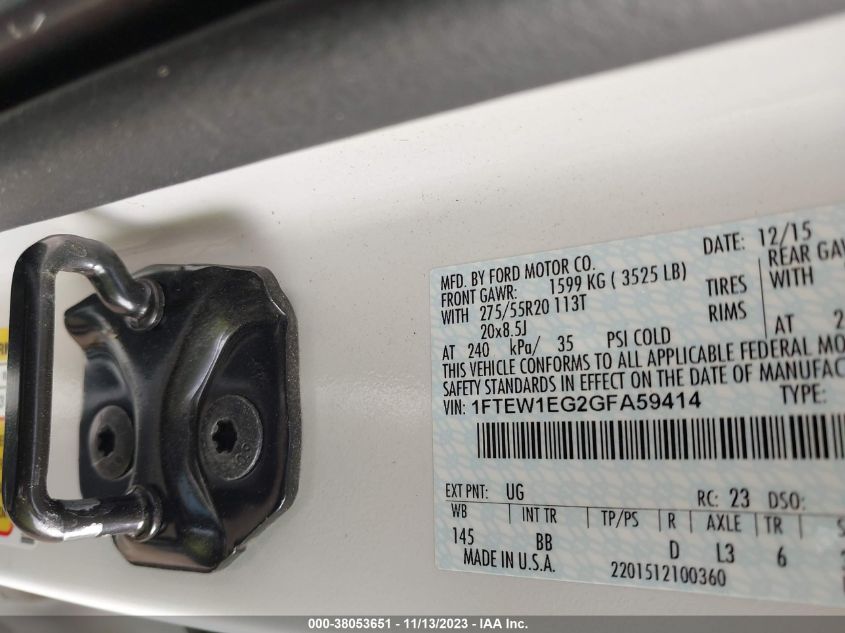 MFD. BY FORD MOTOR CO.
DATE: 12/15
FRONT GAWR: 1599 KG ( 3525 LB)
REAR
WITH 275/55R20 113T TIRES
WITH
20x8.5J RIMS
AT 240 kPa/ 35 PSI COLD
AT 2
THIS VEHICLE CONFORMS TO ALL APPLICABLE FEDERAL
SAFETY STANDARDS IN EFFECT ON THE DATE OF
VIN: 1FTEW1EG2GFA59414
TYPE:
EXT PNT: UG
RC: 23 DSO:
WB INT TR TP/PS R AXLE TR
145 BB D L3 6
MADE IN U.S.A.
2201512100360
000-38053651 - 11/13/2023 - IAA Inc.